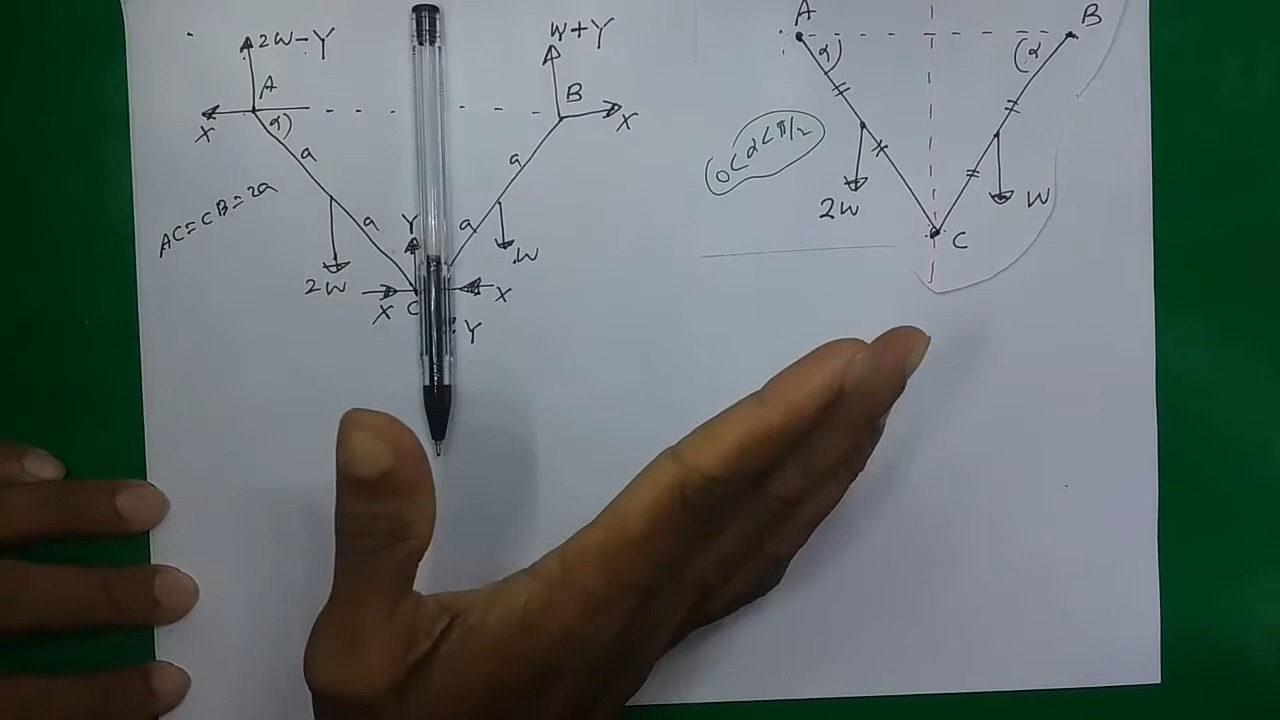 2W-Y
A
X
α
a
a
AC=CB=2a
2W
X
C
Y
W+Y
B
X
a
a
W
X
Y
A
B
α
α
0<α<π/2
2W
W
C